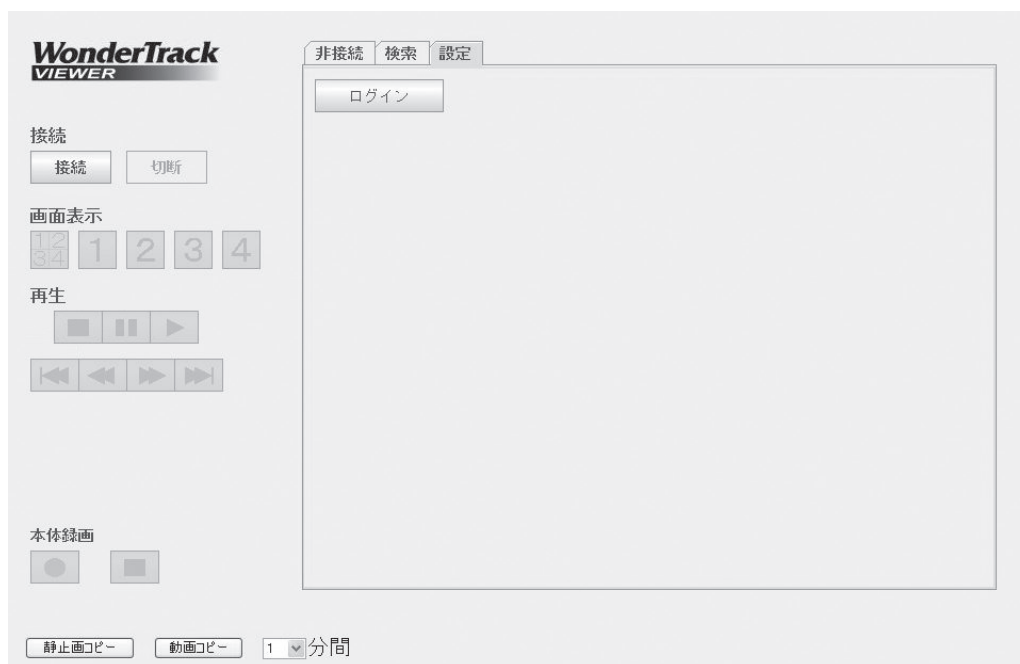 WonderTrack
VIEWER
非接続 検索 設定
ログイン
接続
接続 切断
画面表示
1 2 3 4 1 2 3 4
再生
本体録画
静止画コピー 動画コピー 1 分間